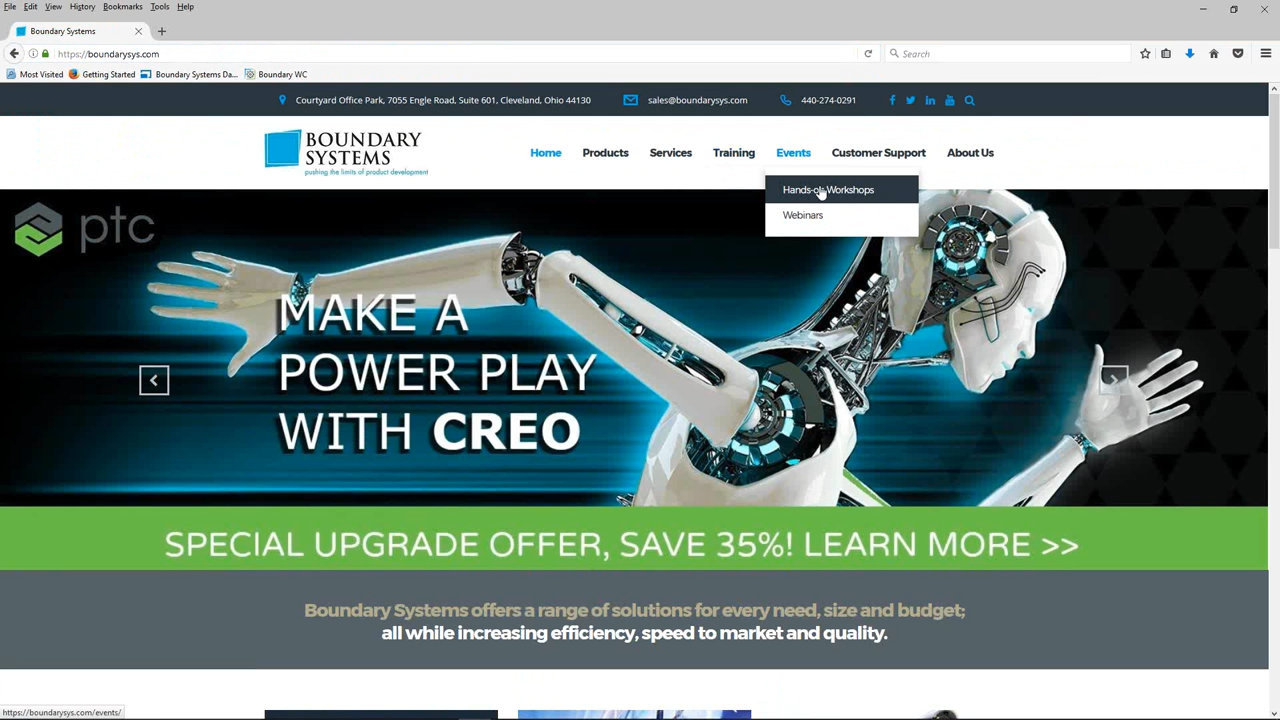 File Edit View History Bookmarks Tools Help
Boundary Systems
https://boundarysys.com
Search
Most Visited Getting Started Boundary Systems Da... Boundary WC
Courtyard Office Park, 7055 Engle Road, Suite 601, Cleveland, Ohio 44130 sales@boundarysys.com 440-274-0291
BOUNDARY
SYSTEMS
pushing the limits of product development
Home Products Services Training Events Customer Support About Us
Hands-on Workshops
Webinars
ptc
MAKE A
POWER PLAY
WITH CREO
SPECIAL UPGRADE OFFER, SAVE 35%! LEARN MORE >>
Boundary Systems offers a range of solutions for every need, size and budget;
all while increasing efficiency, speed to market and quality.
https://boundarysys.com/events/